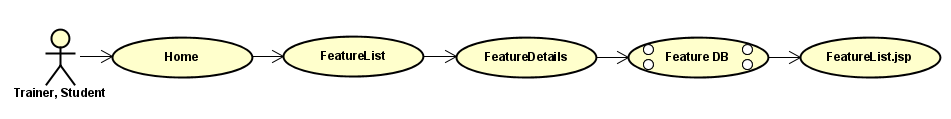 Home
FeatureList
FeatureDetails
Feature DB
FeatureList.jsp
Trainer, Student